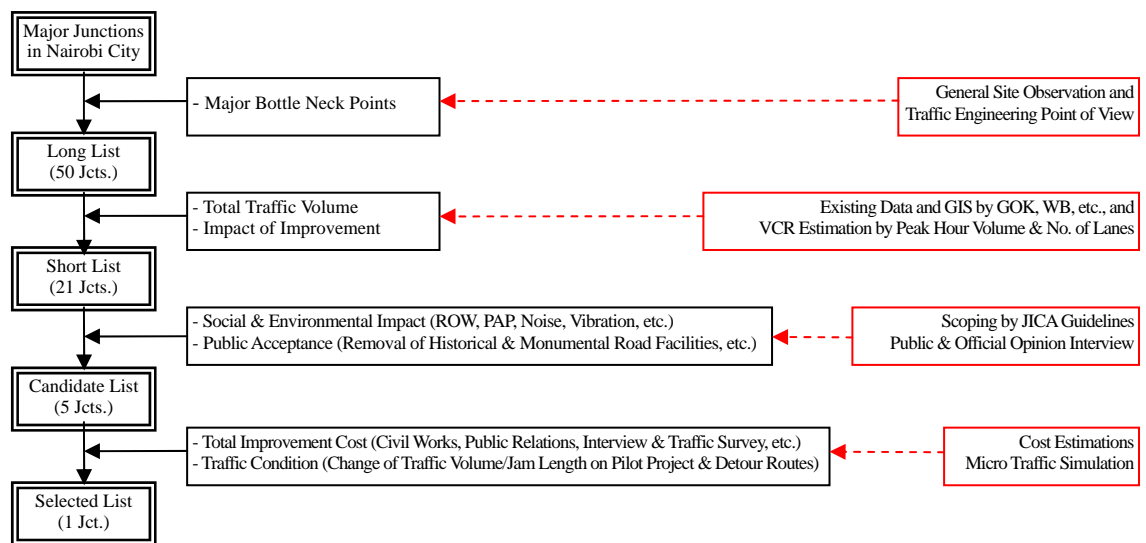 Major Junctions
in Nairobi City
- Major Bottle Neck Points
General Site Observation and
Traffic Engineering Point of View
Long List
(50 Jcts.)
- Total Traffic Volume
- Impact of Improvement
Existing Data and GIS by GOK, WB, etc., and
VCR Estimation by Peak Hour Volume & No. of Lanes
Short List
(21 Jcts.)
- Social & Environmental Impact (ROW, PAP, Noise, Vibration, etc.)
- Public Acceptance (Removal of Historical & Monumental Road Facilities, etc.)
Scoping by JICA Guidelines
Public & Official Opinion Interview
Candidate List
(5 Jcts.)
- Total Improvement Cost (Civil Works, Public Relations, Interview & Traffic Survey, etc.)
- Traffic Condition (Change of Traffic Volume/Jam Length on Pilot Project & Detour Routes)
Cost Estimations
Micro Traffic Simulation
Selected List
(1 Jct.)